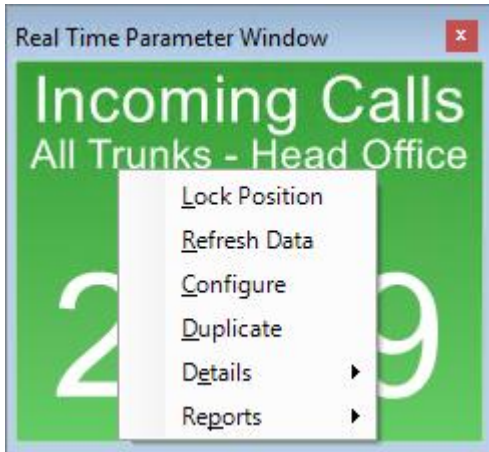 Real Time Parameter Window
Incoming Calls
All Trunks - Head Office
Lock Position
Refresh Data
Configure
Duplicate
Details
Reports